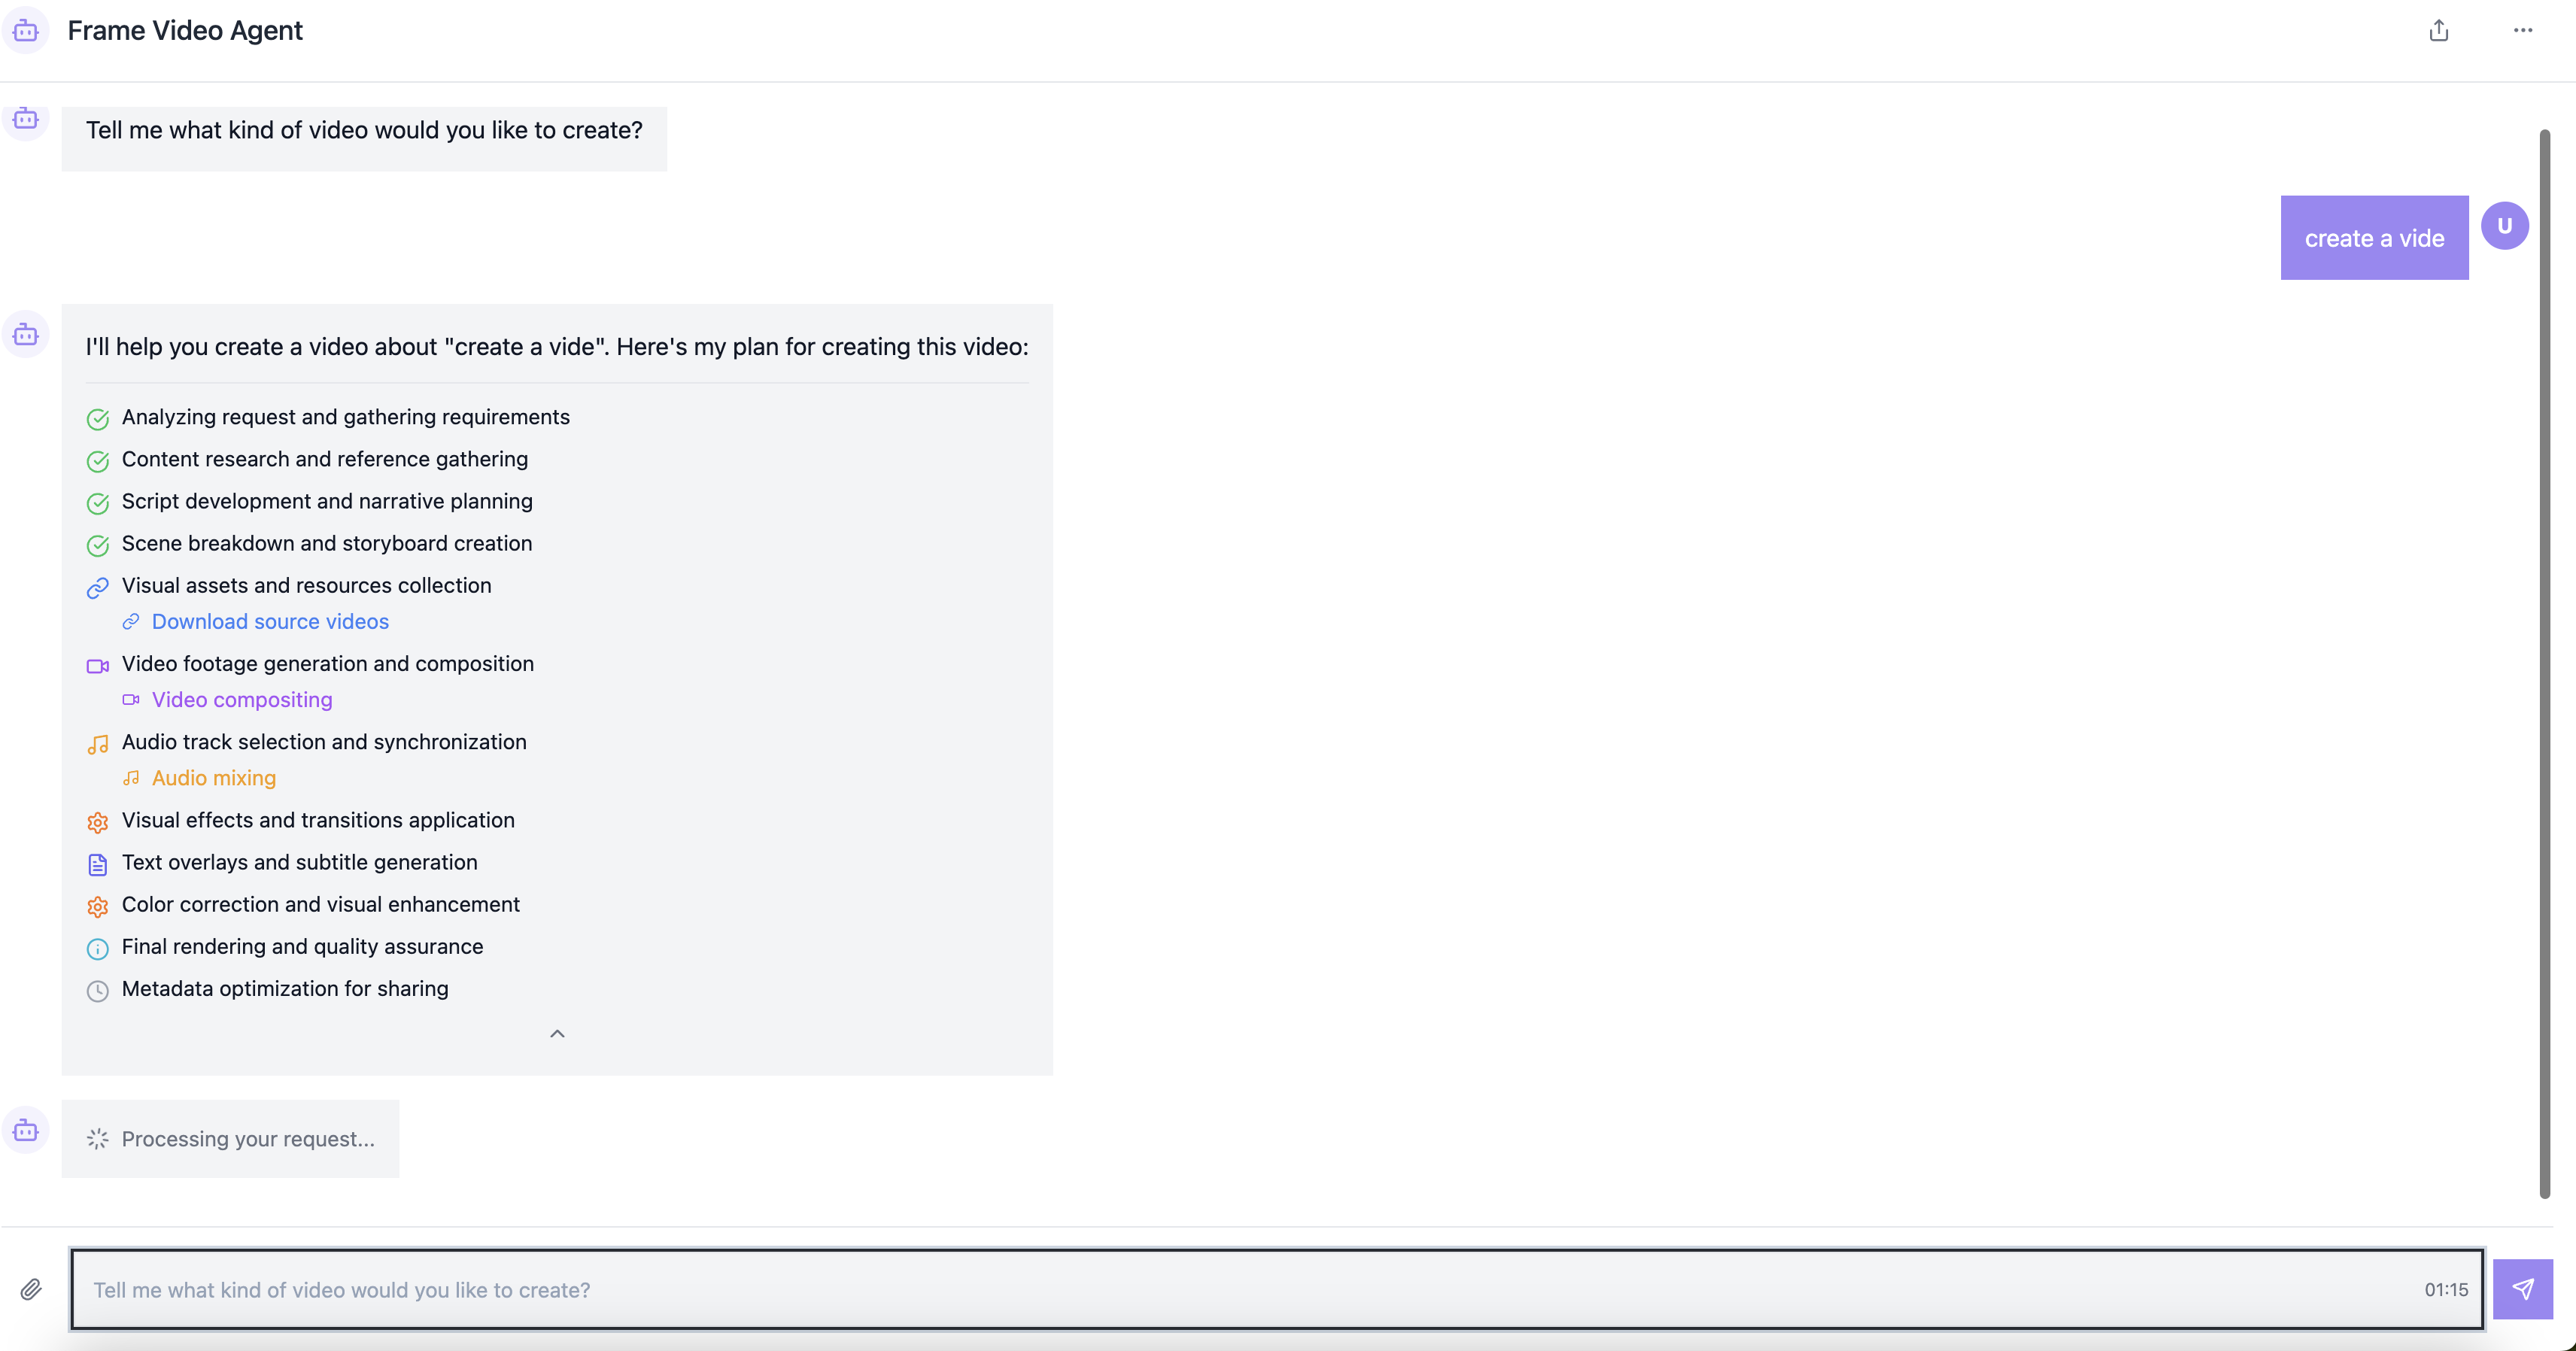 Frame Video Agent
Tell me what kind of video would you like to create?
create a vide
U
I'll help you create a video about "create a vide". Here's my plan for creating this video:
Analyzing request and gathering requirements
Content research and reference gathering
Script development and narrative planning
Scene breakdown and storyboard creation
Visual assets and resources collection
Download source videos
Video footage generation and composition
Video compositing
Audio track selection and synchronization
Audio mixing
Visual effects and transitions application
Text overlays and subtitle generation
Color correction and visual enhancement
Final rendering and quality assurance
Metadata optimization for sharing
Processing your request...
Tell me what kind of video would you like to create?
01:15